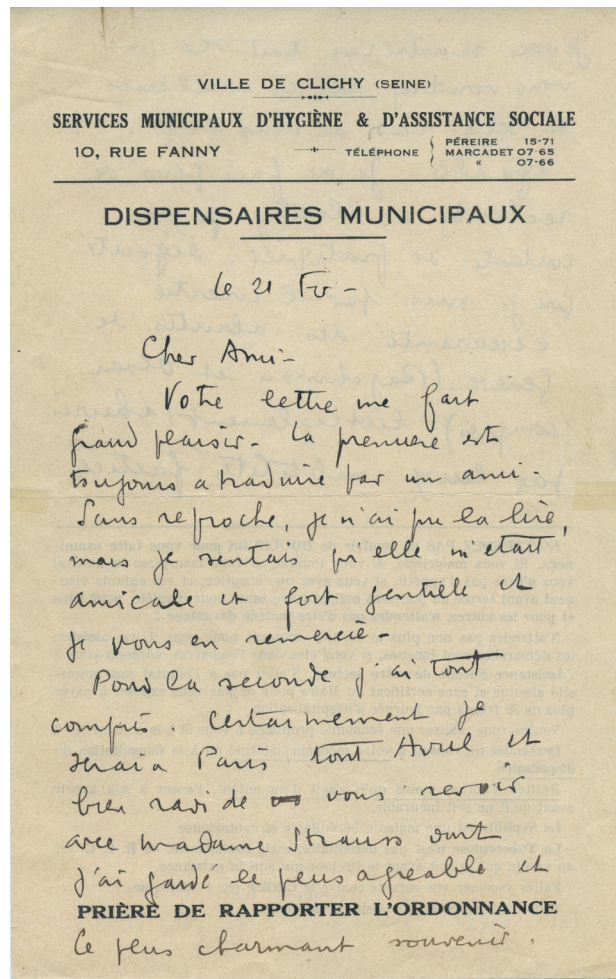 VILLE DE CLICHY (SEINE)
SERVICES MUNICIPAUX D'HYGIÈNE & D'ASSISTANCE SOCIALE
10, RUE FANNY
TÉLÉPHONE { PÉREIRE 15-71
MARCADET 07-65
« 07-66
DISPENSAIRES MUNICIPAUX
le 21 Fv -
Cher Ami -
Votre lettre me fait
grand plaisir - La premiere est
toujours a traduire par un ami -
Sans reproche, je n'ai pu la lire,
mais je sentais qu'elle m'etait
amicale et fort gentille et
je vous en remercie -
Pour la seconde j'ai tout
compris. Certainement je
serai a Paris tout Avril et
bien ravi de vous revoir
avec madame Strauss dont
j'ai gardé le plus agreable et
PRIÈRE DE RAPPORTER L'ORDONNANCE
le plus charmant souvenir.